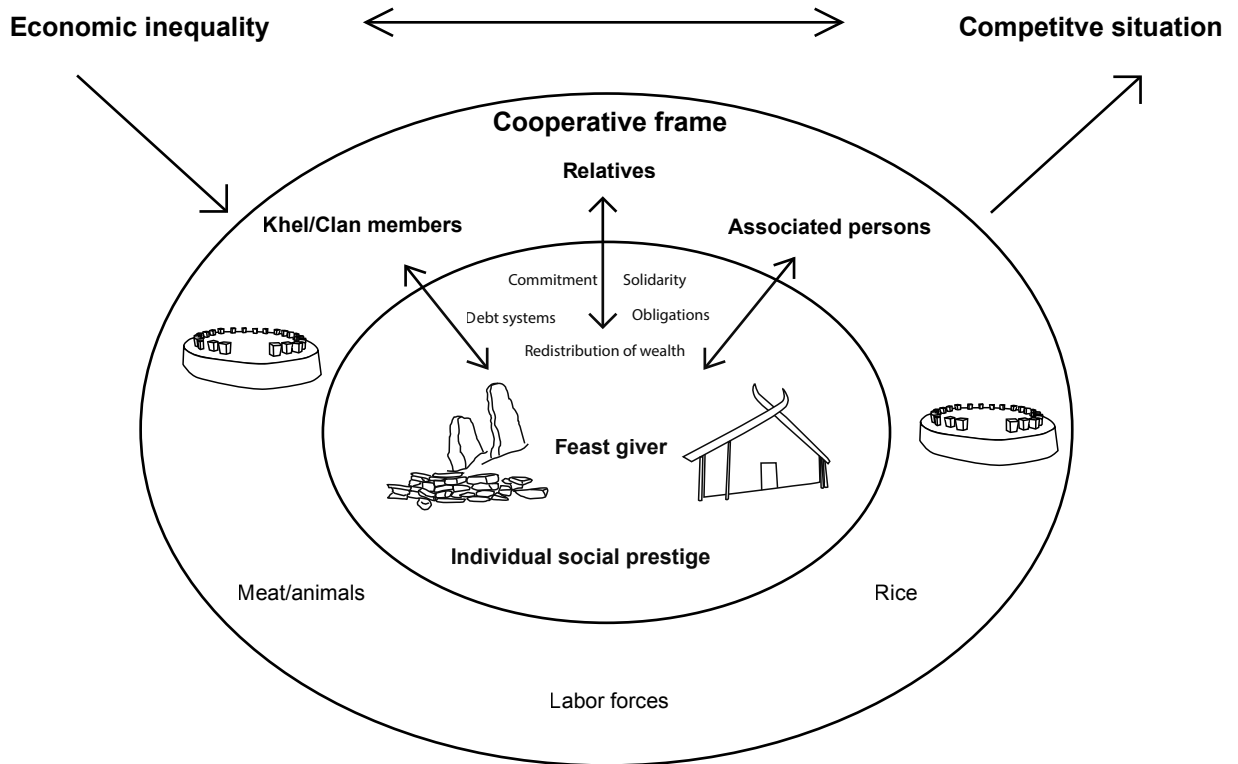 Economic inequality
Competitve situation
Cooperative frame
Relatives
Khel/Clan members
Associated persons
Commitment
Solidarity
Debt systems
Obligations
Redistribution of wealth
Feast giver
Individual social prestige
Meat/animals
Rice
Labor forces